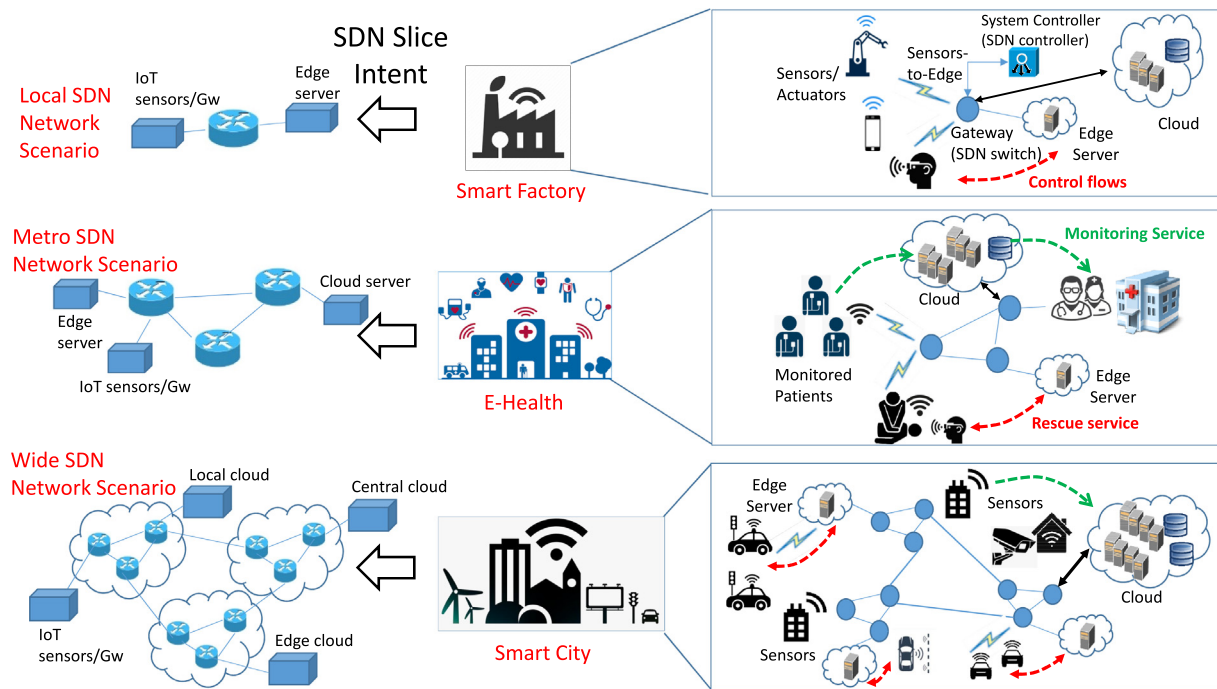 SDN Slice
Intent
Local SDN
Network
Scenario
IoT
sensors/Gw
Edge
server
Smart Factory
Sensors/
Actuators
Sensors-
to-Edge
System Controller
(SDN controller)
Gateway
(SDN switch)
Edge
Server
Cloud
Control flows
Metro SDN
Network Scenario
Edge
server
IoT sensors/Gw
Cloud server
E-Health
Monitored
Patients
Cloud
Monitoring Service
Edge
Server
Rescue service
Wide SDN
Network Scenario
Local cloud
Central cloud
IoT
sensors/Gw
Edge cloud
Smart City
Edge
Server
Sensors
Sensors
Cloud